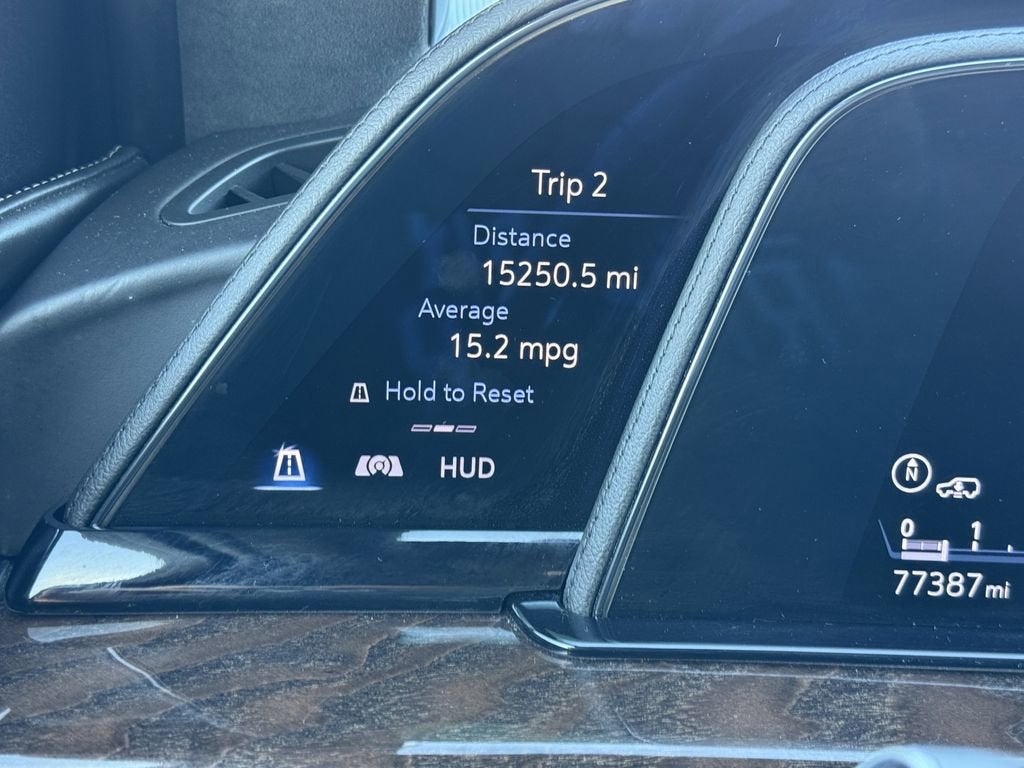 Trip 2
Distance
15250.5 mi
Average
15.2 mpg
Hold to Reset
HUD
N
0 1
77387 mi